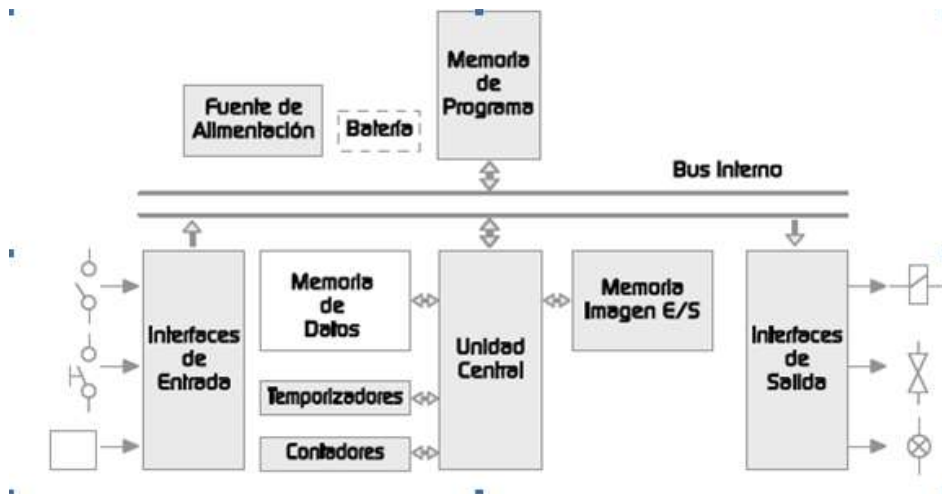 Memoria
de
Programa
Fuente de
Alimentación
Batería
Bus Interno
Interfaces
de
Entrada
Memoria
de
Datos
Temporizadores
Contadores
Unidad
Central
Memoria
Imagen E/S
Interfaces
de
Salida